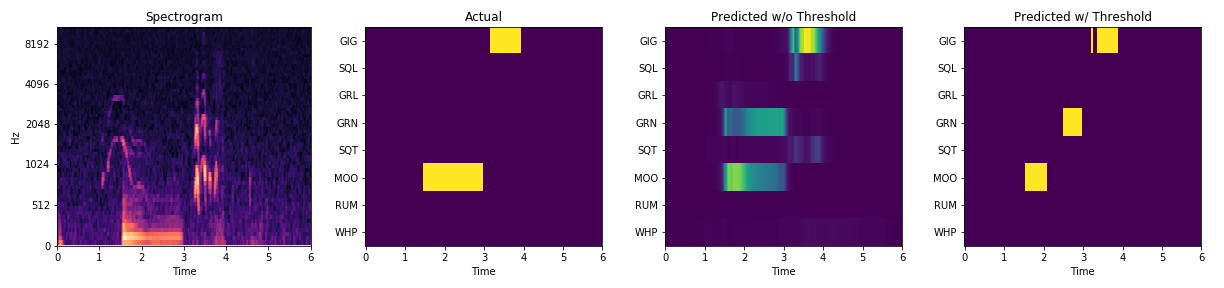 Spectrogram
8192
4096
2048
1024
512
0
Hz
0 1 2 3 4 5 6
Time
Actual
GIG
SQL
GRL
GRN
SQT
MOO
RUM
WHP
0 1 2 3 4 5 6
Time
Predicted w/o Threshold
GIG
SQL
GRL
GRN
SQT
MOO
RUM
WHP
0 1 2 3 4 5 6
Time
Predicted w/ Threshold
GIG
SQL
GRL
GRN
SQT
MOO
RUM
WHP
0 1 2 3 4 5 6
Time